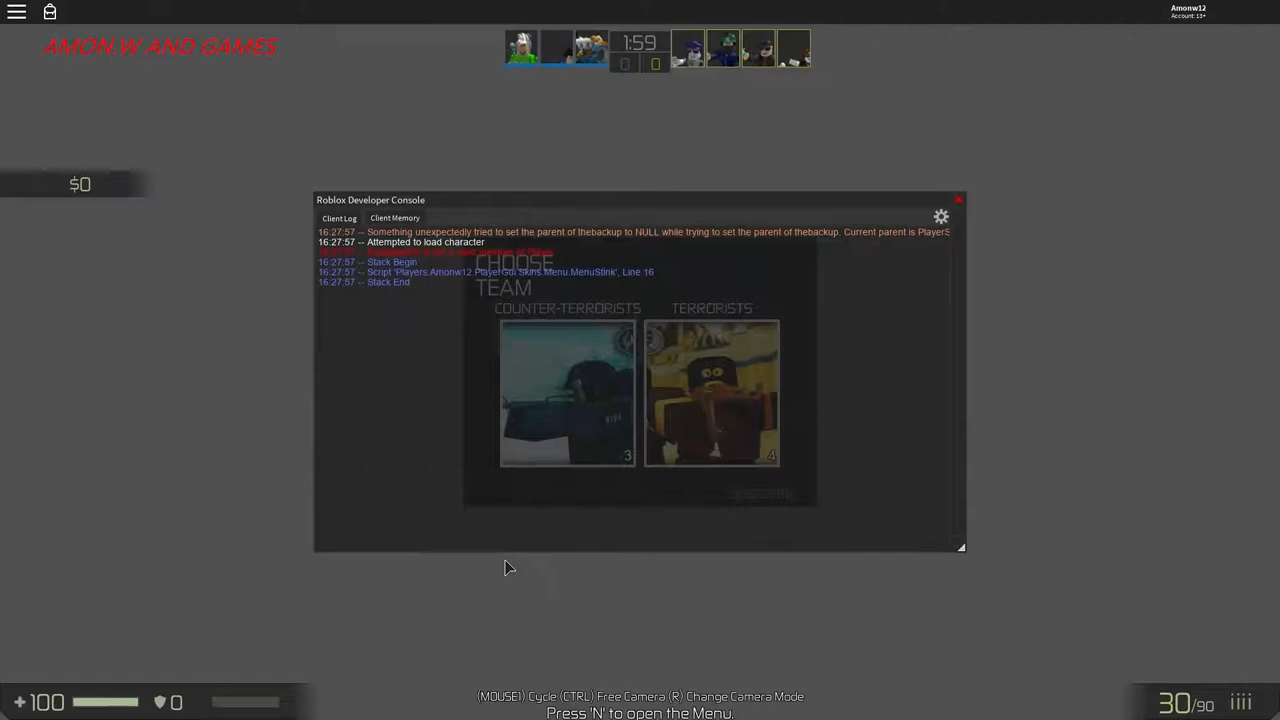 Amonw12
Account: 13+
AMON.W AND GAMES
1:59
0 0
$0
Roblox Developer Console
Client Log Client Memory
16:27:57 -- Something unexpectedly tried to set the parent of thebackup to NULL while trying to set the parent of thebackup. Current parent is PlayerS
16:27:57 -- Attempted to load character
16:27:57 --
16:27:57 -- Stack Begin
16:27:57 -- Script 'Players.Amonw12.PlayerGui.Skins.Menu.MenuStink', Line 16
16:27:57 -- Stack End
CHOOSE
TEAM
COUNTER-TERRORISTS TERRORISTS
3 4
(MOUSE1) Cycle (CTRL) Free Camera (R) Change Camera Mode
Press 'N' to open the Menu.
+100 0
30/90